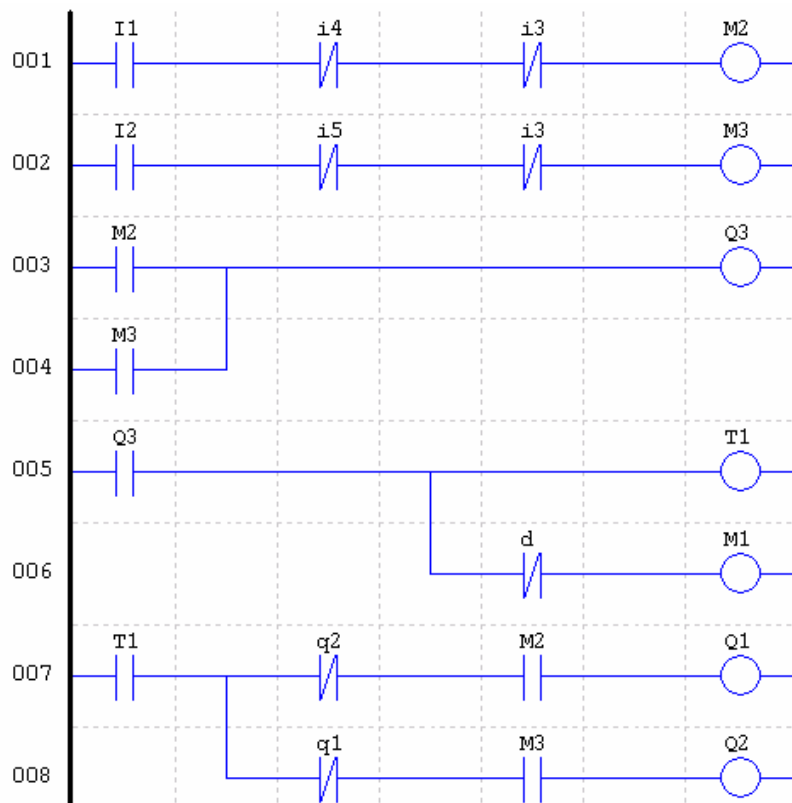 I1 i4 i3 M2
001
I2 i5 i3 M3
002
M2 Q3
003
M3
004
Q3 T1
005
d M1
006
T1 q2 M2 Q1
007
q1 M3 Q2
008